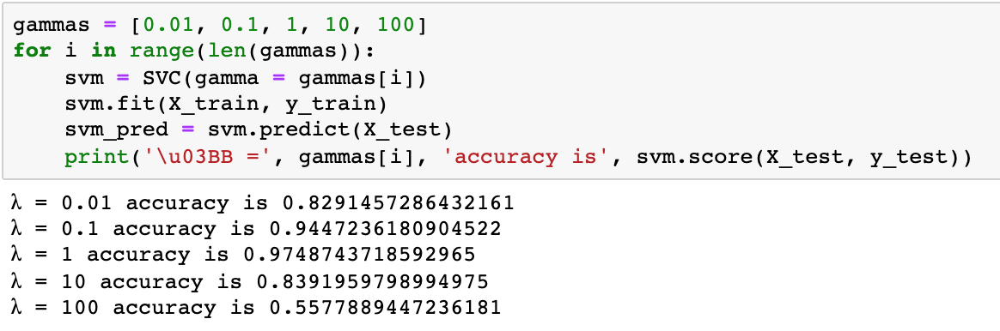 gammas = [0.01, 0.1, 1, 10, 100]
for i in range(len(gammas)):
    svm = SVC(gamma = gammas[i])
    svm.fit(X_train, y_train)
    svm_pred = svm.predict(X_test)
    print('\u03BB =', gammas[i], 'accuracy is', svm.score(X_test, y_test))
λ = 0.01 accuracy is 0.8291457286432161
λ = 0.1 accuracy is 0.9447236180904522
λ = 1 accuracy is 0.9748743718592965
λ = 10 accuracy is 0.8391959798994975
λ = 100 accuracy is 0.5577889447236181